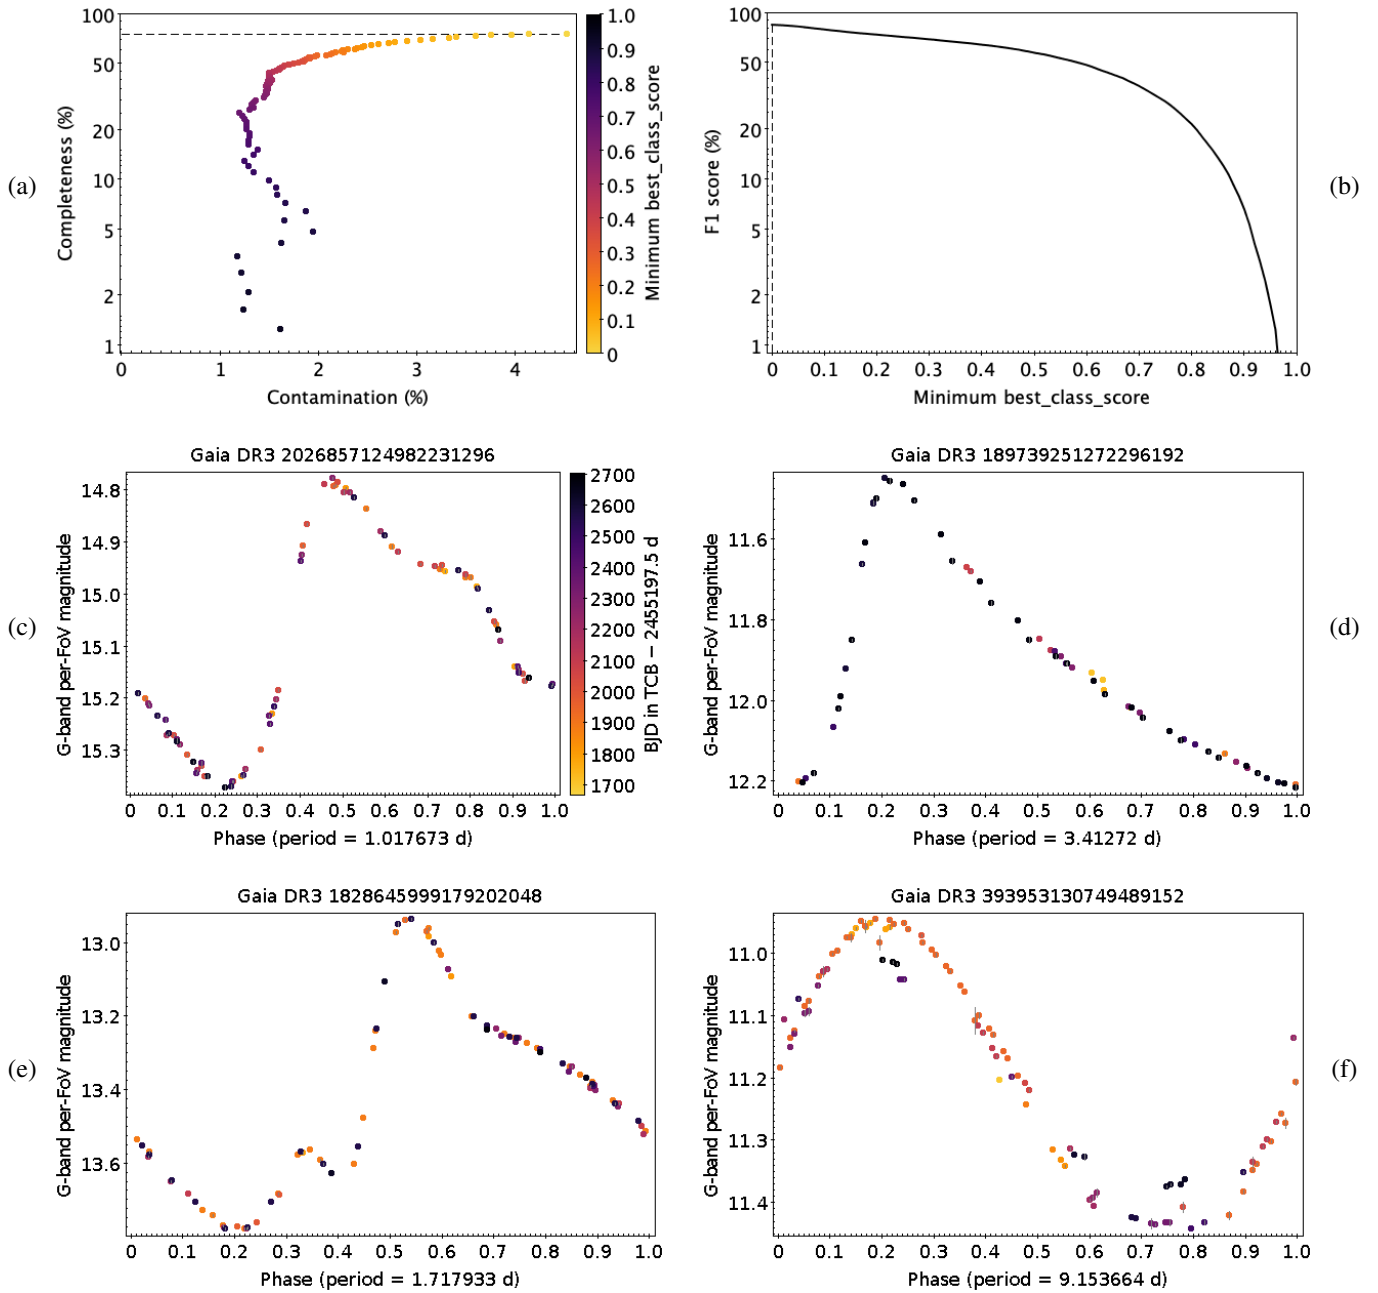 (a)
100
50
20
10
5
2
1
Completeness (%)
0 1 2 3 4
Contamination (%)
1.0
0.9
0.8
0.7
0.6
0.5
0.4
0.3
0.2
0.1
0
Minimum best_class_score
100
50
20
10
5
2
1
F1 score (%)
0 0.1 0.2 0.3 0.4 0.5 0.6 0.7 0.8 0.9 1.0
Minimum best_class_score
(b)
(c)
Gaia DR3 2026857124982231296
14.8
14.9
15.0
15.1
15.2
15.3
G-band per-FoV magnitude
0 0.1 0.2 0.3 0.4 0.5 0.6 0.7 0.8 0.9 1.0
Phase (period = 1.017673 d)
2700
2600
2500
2400
2300
2200
2100
2000
1900
1800
1700
BJD in TCB − 2455197.5 d
Gaia DR3 189739251272296192
11.6
11.8
12.0
12.2
G-band per-FoV magnitude
0 0.1 0.2 0.3 0.4 0.5 0.6 0.7 0.8 0.9 1.0
Phase (period = 3.41272 d)
(d)
(e)
Gaia DR3 1828645999179202048
13.0
13.2
13.4
13.6
G-band per-FoV magnitude
0 0.1 0.2 0.3 0.4 0.5 0.6 0.7 0.8 0.9 1.0
Phase (period = 1.717933 d)
Gaia DR3 393953130749489152
11.0
11.1
11.2
11.3
11.4
G-band per-FoV magnitude
0 0.1 0.2 0.3 0.4 0.5 0.6 0.7 0.8 0.9 1.0
Phase (period = 9.153664 d)
(f)